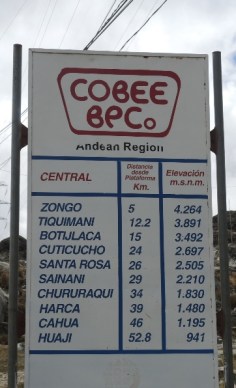 COBEE
BPCo
Andean Region
CENTRAL Distancia desde Plataforma Km. Elevación m.s.n.m.
ZONGO 5 4.264
TIQUIMANI 12.2 3.891
BOTIJLACA 15 3.492
CUTICUCHO 24 2.697
SANTA ROSA 26 2.505
SAINANI 29 2.210
CHURURAQUI 34 1.830
HARCA 39 1.480
CAHUA 46 1.195
HUAJI 52.8 941